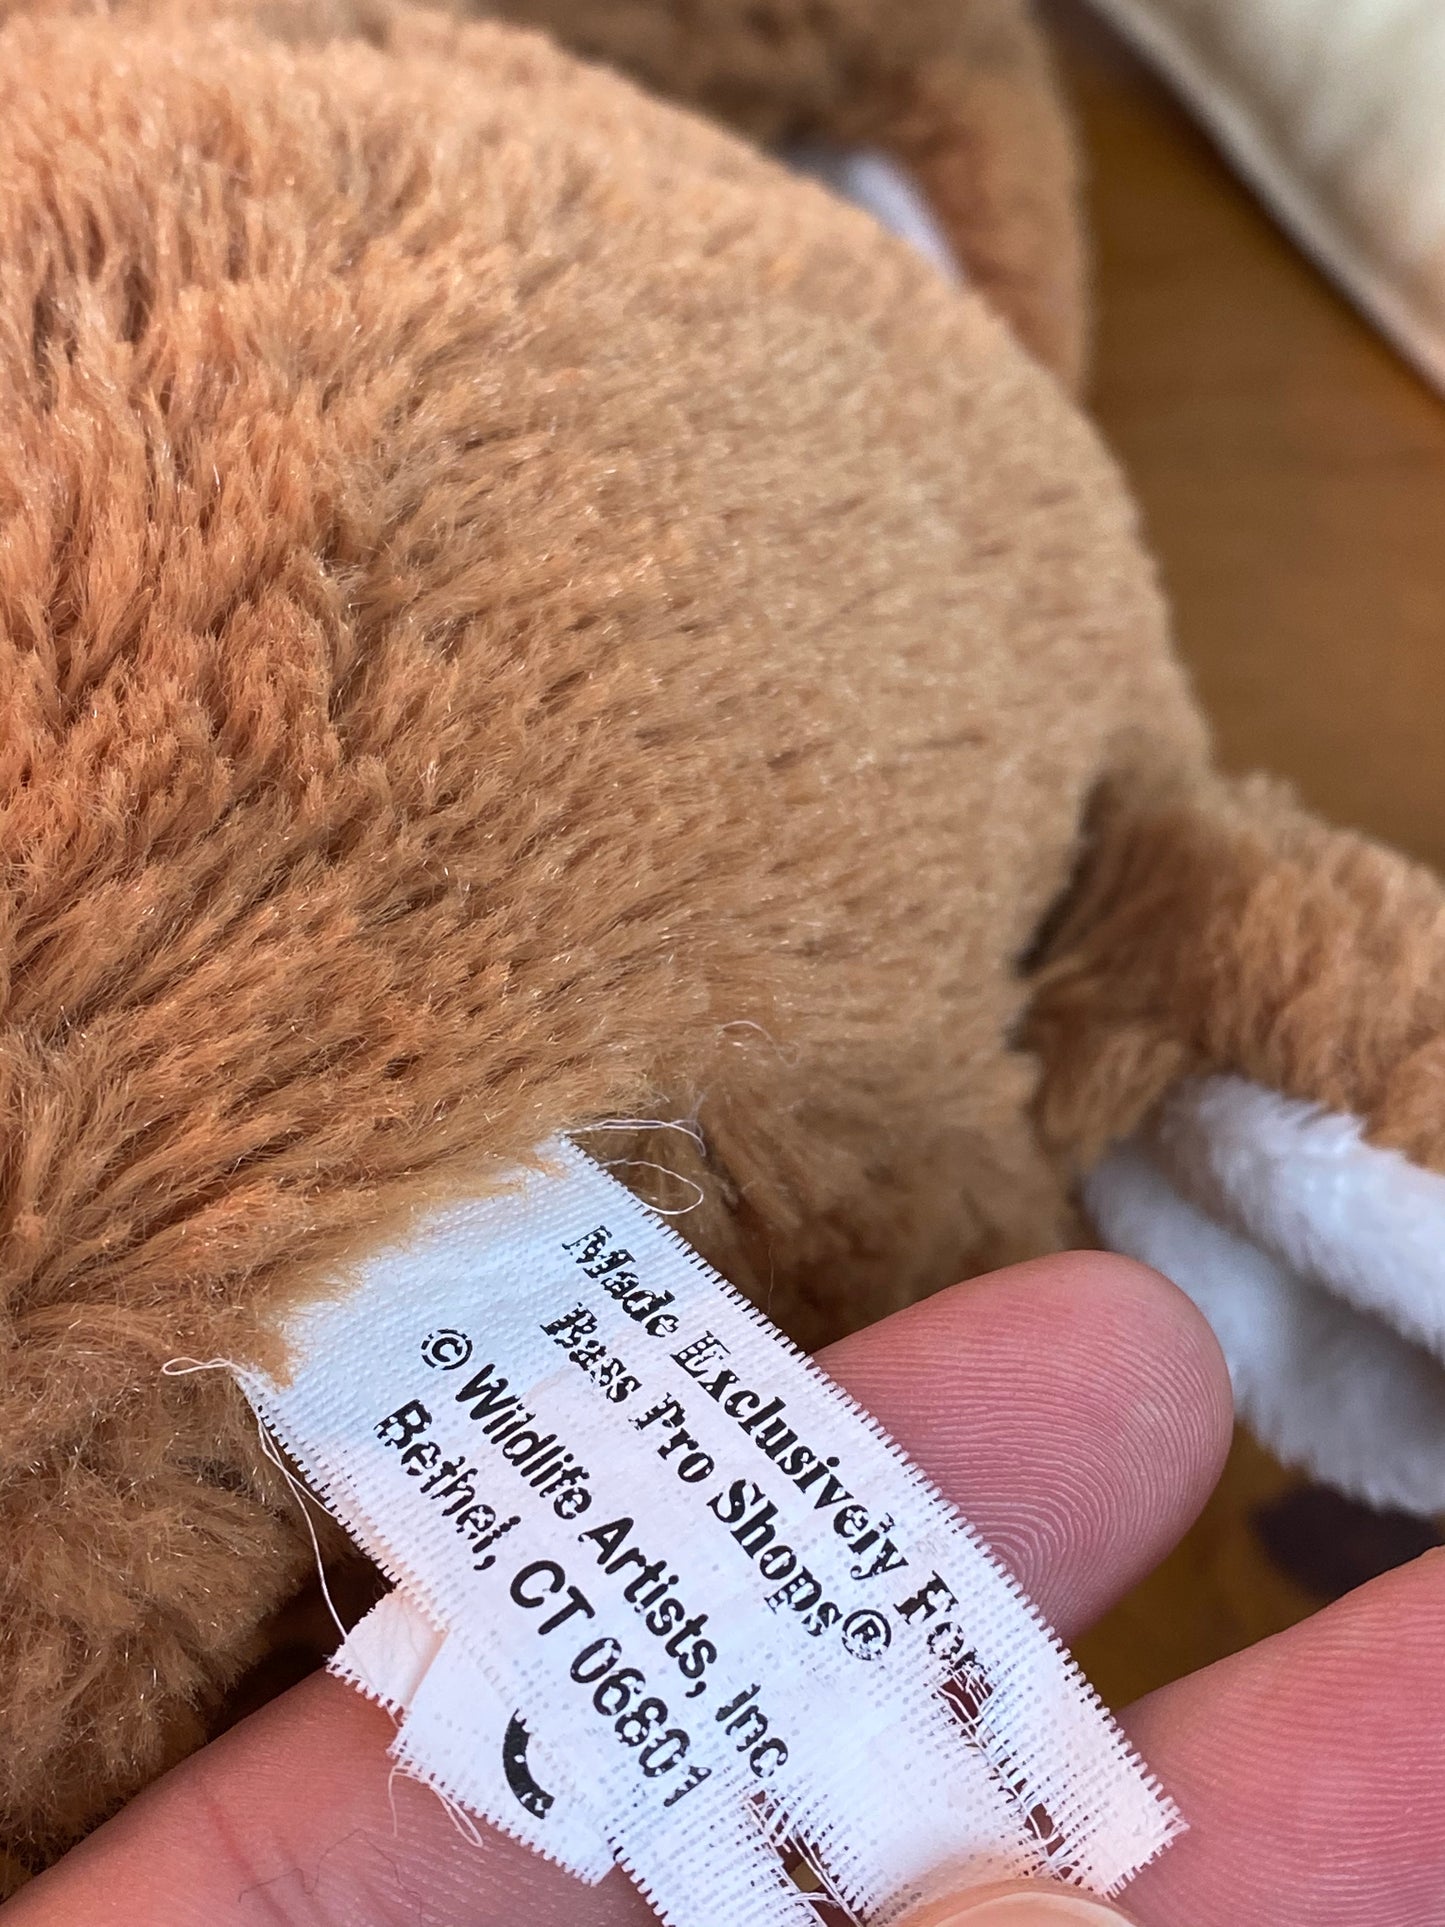 Made Exclusively For
Bass Pro Shops®
© Wildlife Artists, Inc.
Bethel, CT 06801